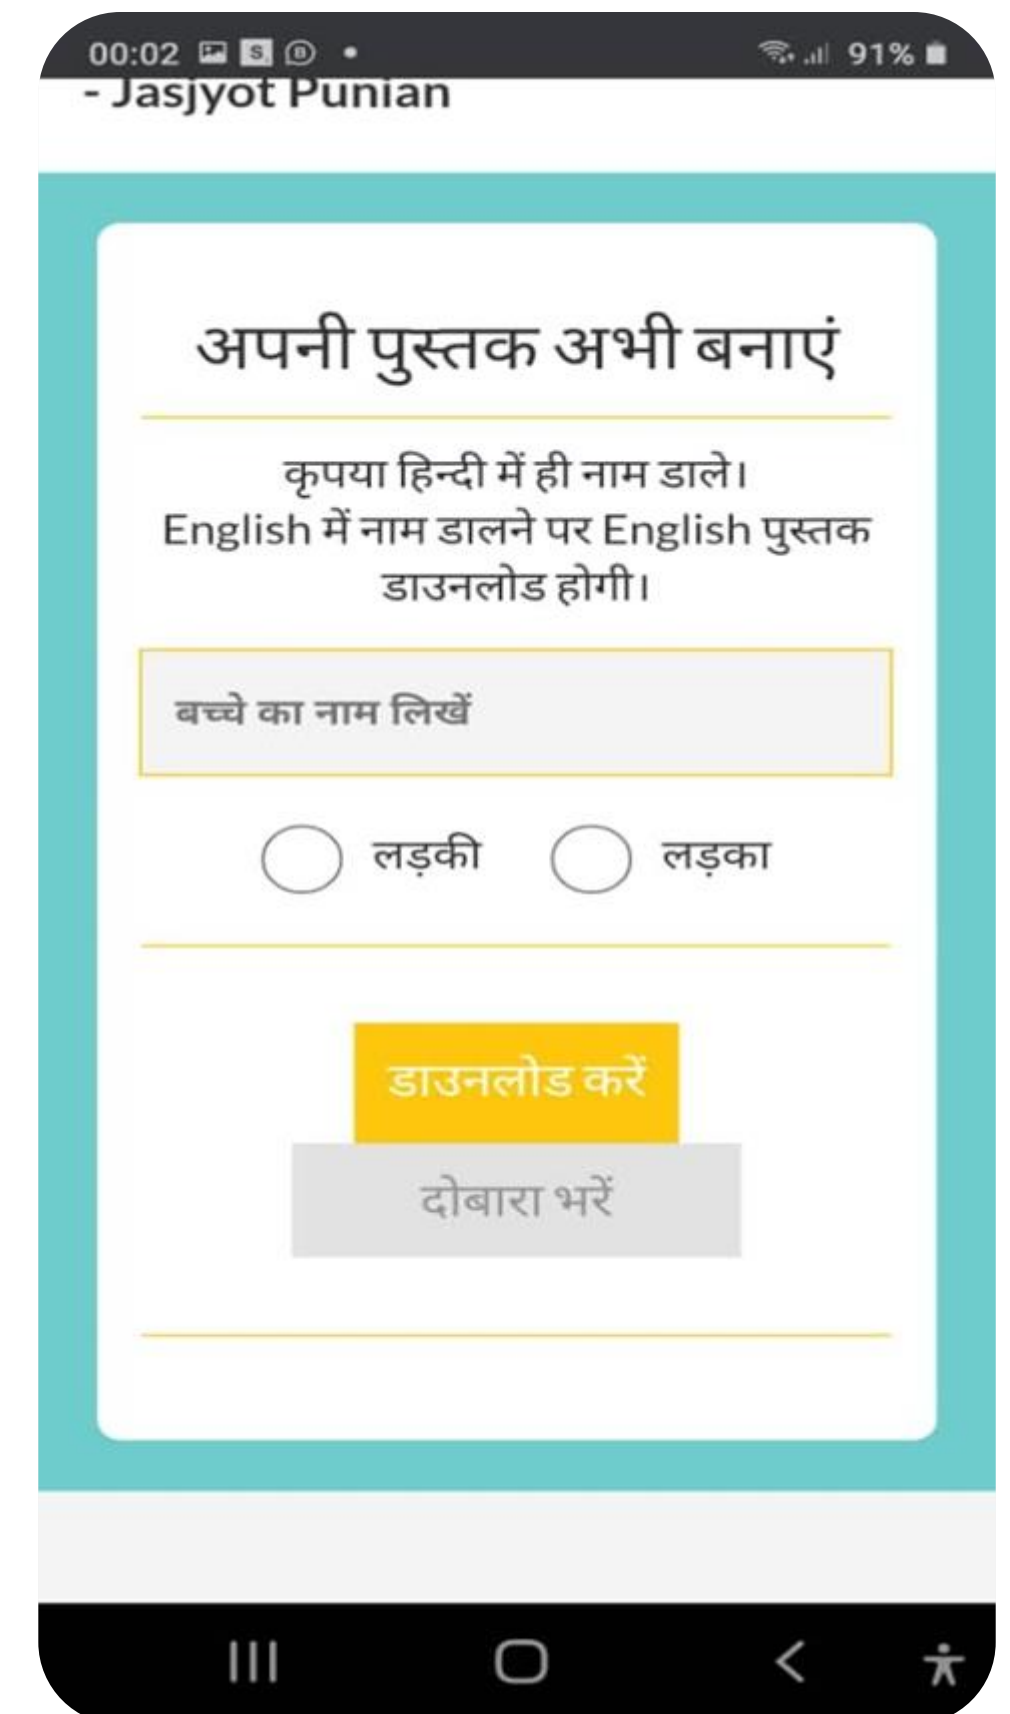 00:02 S B 91%
- Jasjyot Punian
अपनी पुस्तक अभी बनाएं
कृपया हिन्दी में ही नाम डाले।
English में नाम डालने पर English पुस्तक
डाउनलोड होगी।
बच्चे का नाम लिखें
लड़की लड़का
डाउनलोड करें
दोबारा भरें